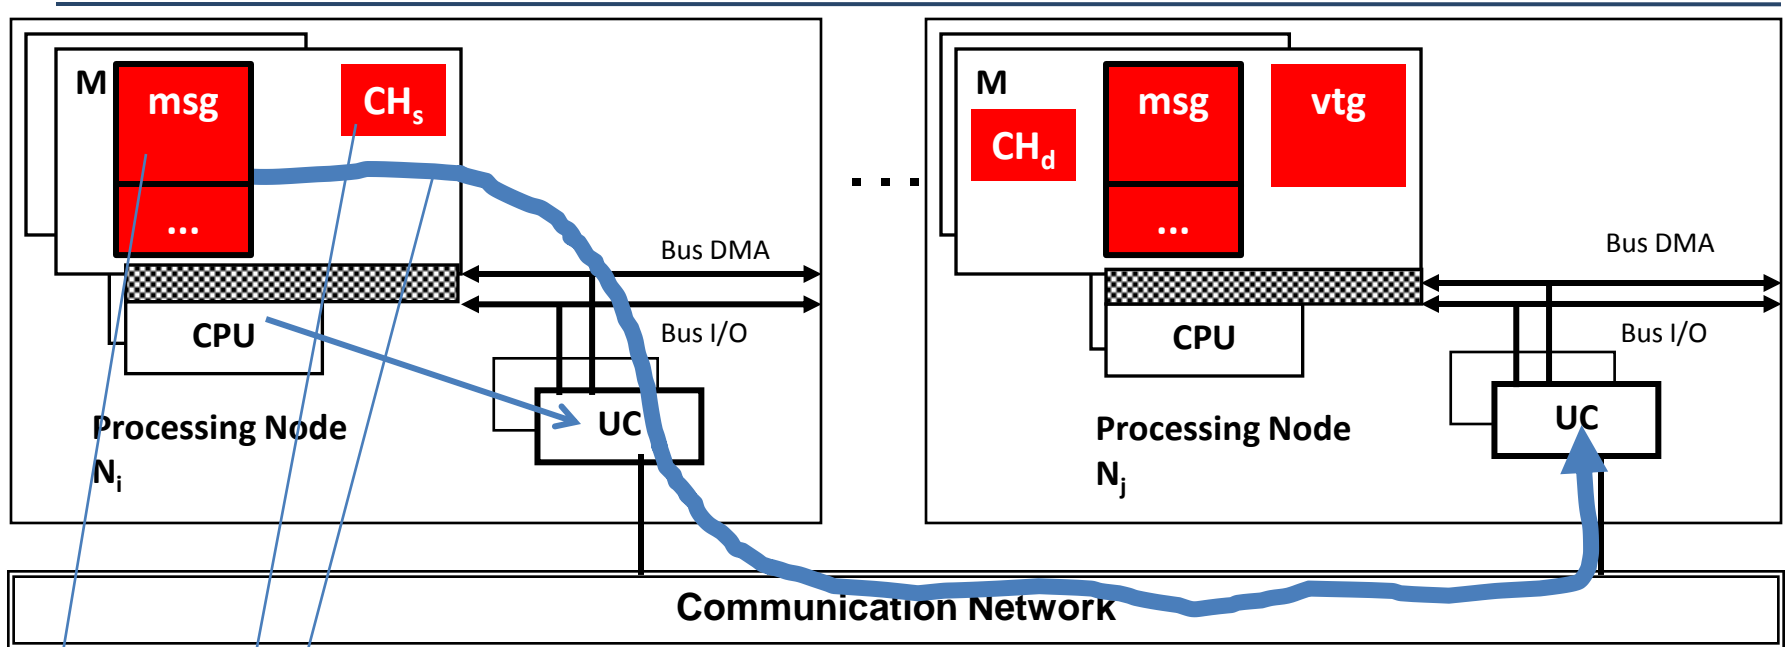 M
msg
CHs
...
Bus DMA
Bus I/O
CPU
UC
Processing Node
Ni
. . .
M
CHd
msg
vtg
...
Bus DMA
Bus I/O
CPU
UC
Processing Node
Nj
Communication Network